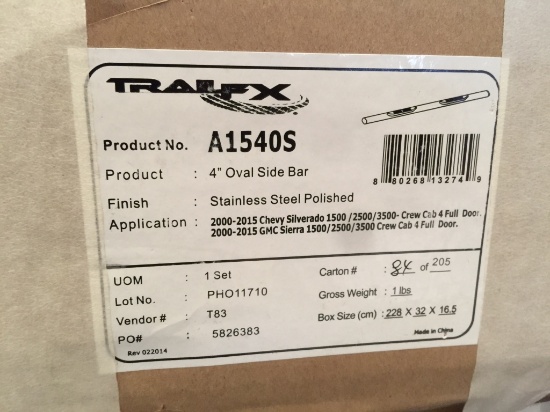 TRAILFX
Product No. A1540S
Product : 4" Oval Side Bar
8 80268 13274 9
Finish : Stainless Steel Polished
Application : 2000-2015 Chevy Silverado 1500 /2500/3500- Crew Cab 4 Full Door.
2000-2015 GMC Sierra 1500/2500/3500 Crew Cab 4 Full Door.
UOM : 1 Set
Carton# : 84 of 205
Lot No. : PHO11710
Gross Weight : 1 lbs
Vendor # : T83
Box Size (cm) : 228 X 32 X 16.5
PO# : 5826383
Made in China
Rev 022014